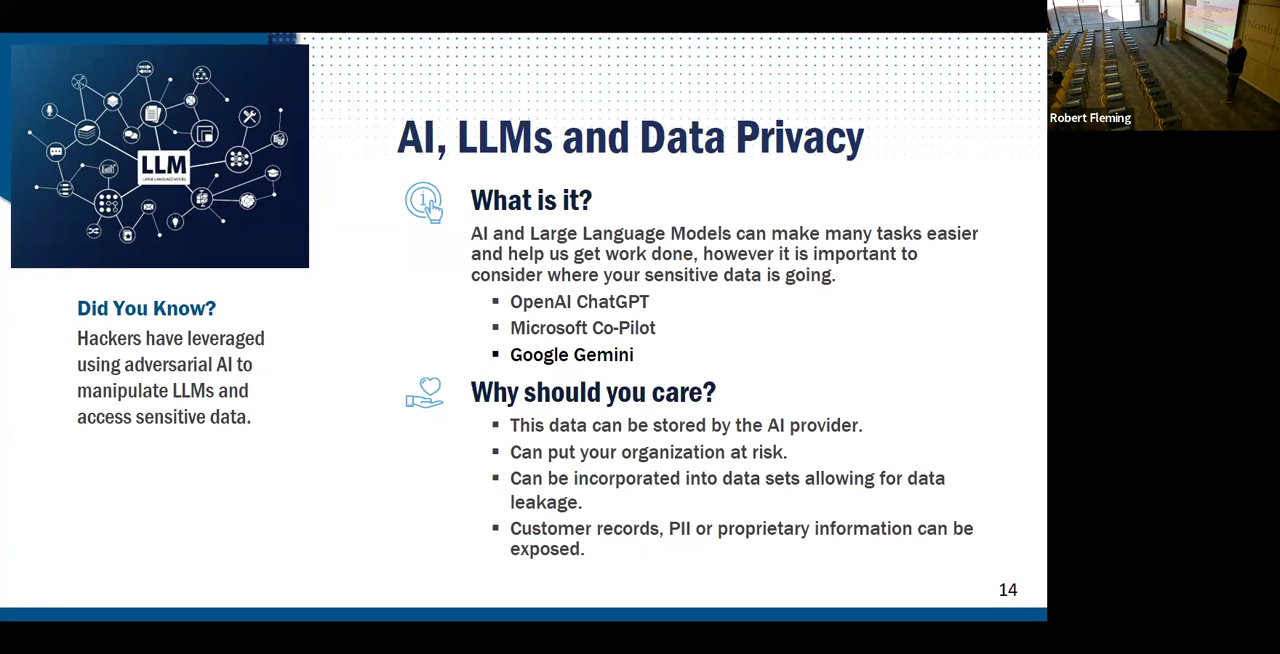 LLM
LARGE LANGUAGE MODEL
Did You Know?
Hackers have leveraged
using adversarial AI to
manipulate LLMs and
access sensitive data.
AI, LLMs and Data Privacy
What is it?
AI and Large Language Models can make many tasks easier
and help us get work done, however it is important to
consider where your sensitive data is going.
▪ OpenAI ChatGPT
▪ Microsoft Co-Pilot
▪ Google Gemini
Why should you care?
▪ This data can be stored by the AI provider.
▪ Can put your organization at risk.
▪ Can be incorporated into data sets allowing for data
leakage.
▪ Customer records, PII or proprietary information can be
exposed.
14
Robert Fleming